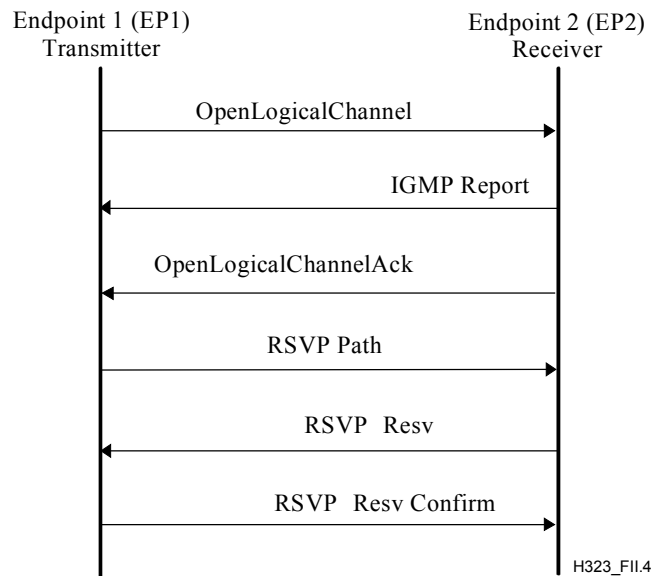 Endpoint 1 (EP1)
Transmitter
Endpoint 2 (EP2)
Receiver
OpenLogicalChannel
IGMP Report
OpenLogicalChannelAck
RSVP Path
RSVP Resv
RSVP Resv Confirm
H323_FII.4